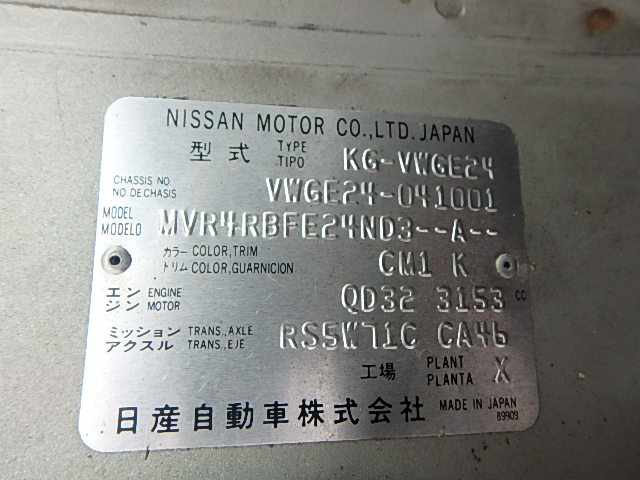 NISSAN MOTOR CO.,LTD. JAPAN
型式 TYPE TIPO KG-VWGE24
CHASSIS NO NO. DE CHASIS VWGE24-041001
MODEL MODELO MVR4RBFE24ND3--A--
カラー COLOR,TRIM
トリム COLOR,GUARNICION CM1 K
エンジン ENGINE MOTOR QD32 3153 CC
ミッション TRANS.,AXLE
アクスル TRANS.,EJE RS5W71C CA46
工場 PLANT PLANTA X
日産自動車株式会社 MADE IN JAPAN
89909